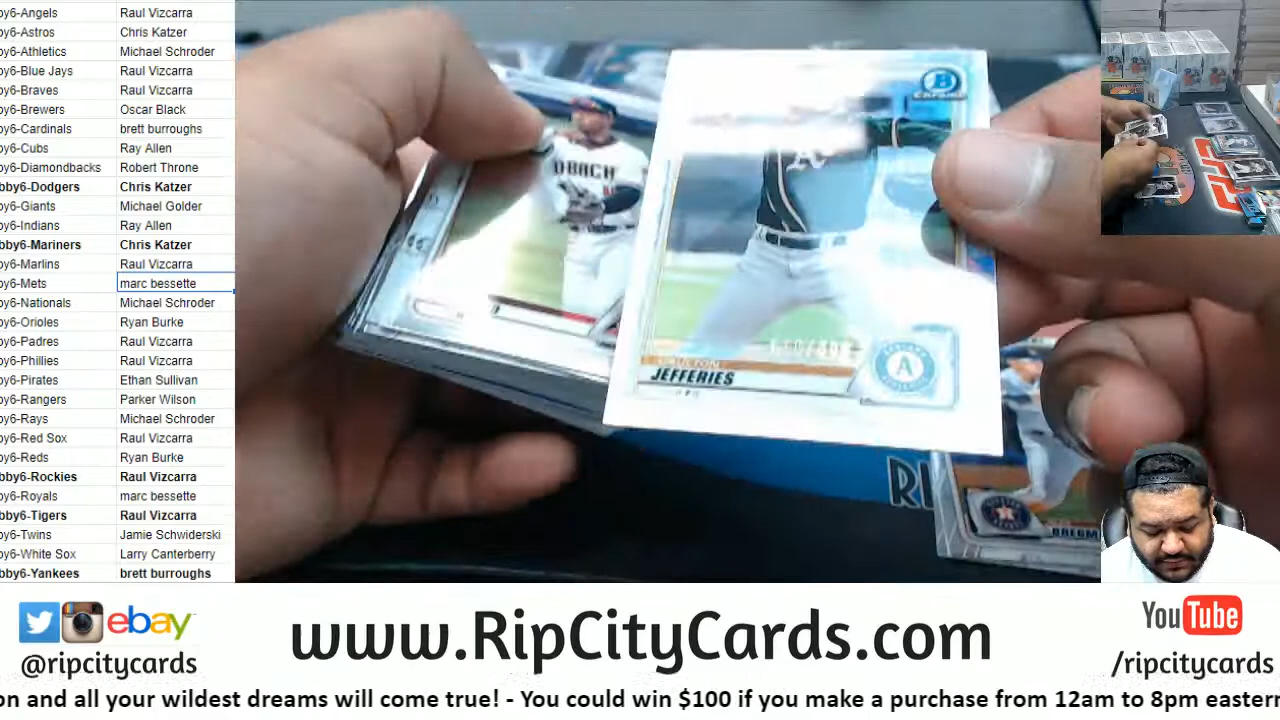 by6-Angels Raul Vizcarra
by6-Astros Chris Katzer
by6-Athletics Michael Schroder
by6-Blue Jays Raul Vizcarra
by6-Braves Raul Vizcarra
by6-Brewers Oscar Black
by6-Cardinals brett burroughs
by6-Cubs Ray Allen
by6-Diamondbacks Robert Throne
bby6-Dodgers Chris Katzer
by6-Giants Michael Golder
by6-Indians Ray Allen
bby6-Mariners Chris Katzer
by6-Marlins Raul Vizcarra
by6-Mets marc bessette
by6-Nationals Michael Schroder
by6-Orioles Ryan Burke
by6-Padres Raul Vizcarra
by6-Phillies Raul Vizcarra
by6-Pirates Ethan Sullivan
by6-Rangers Parker Wilson
by6-Rays Michael Schroder
by6-Red Sox Raul Vizcarra
by6-Reds Ryan Burke
bby6-Rockies Raul Vizcarra
by6-Royals marc bessette
bby6-Tigers Raul Vizcarra
by6-Twins Jamie Schwiderski
by6-White Sox Larry Canterberry
bby6-Yankees brett burroughs
B
Chrome
DBACK
A
JEFFERIES
A
RI
BREGM
ebay
@ripcitycards
www.RipCityCards.com
YouTube
/ripcitycards
on and all your wildest dreams will come true! - You could win $100 if you make a purchase from 12am to 8pm eastern